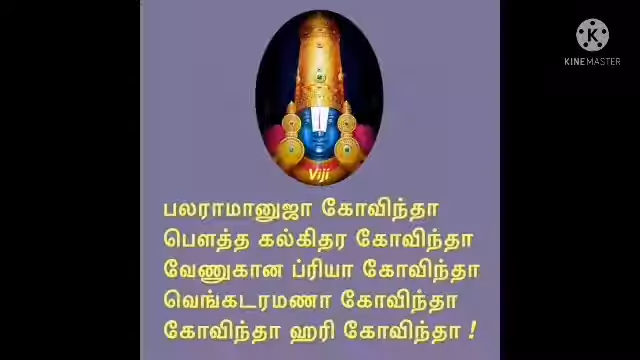 K
KINEMASTER
Viji
பலராமானுஜா கோவிந்தா
பௌத்த கல்கிதர கோவிந்தா
வேணுகான ப்ரியா கோவிந்தா
வெங்கடரமணா கோவிந்தா
கோவிந்தா ஹரி கோவிந்தா !